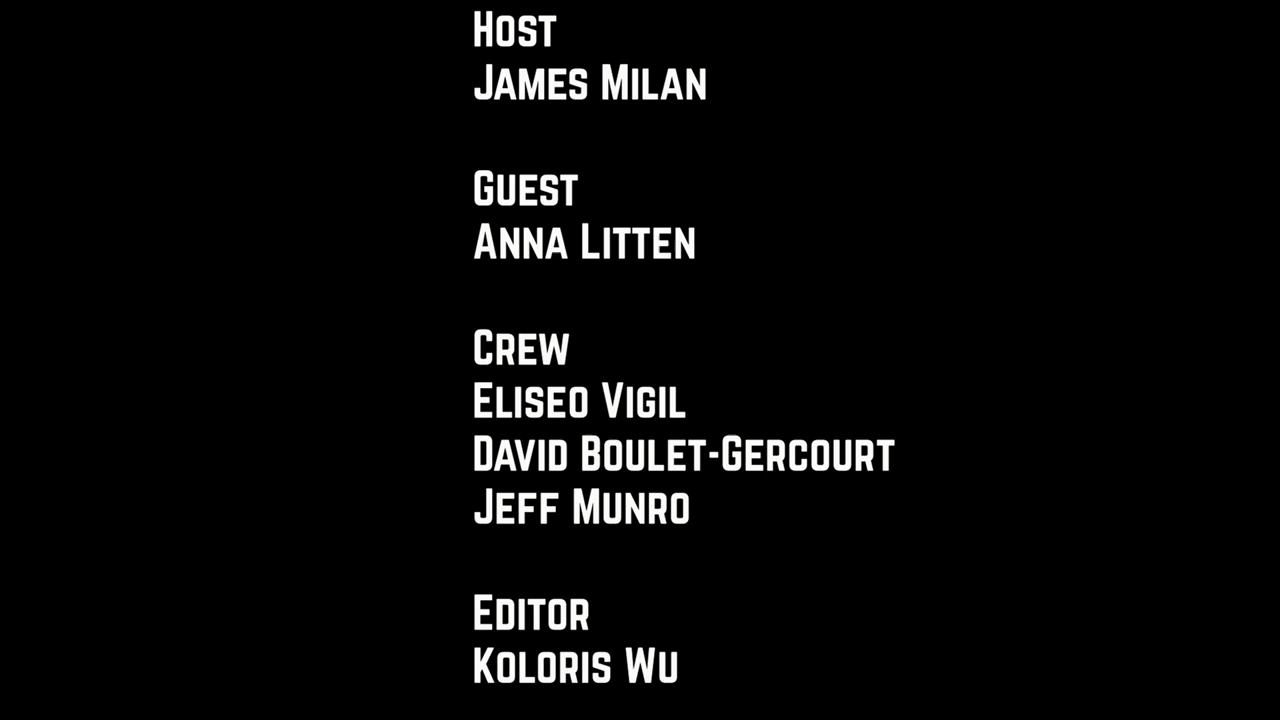 Host
James Milan
Guest
Anna Litten
Crew
Eliseo Vigil
David Boulet-Gercourt
Jeff Munro
Editor
Koloris Wu